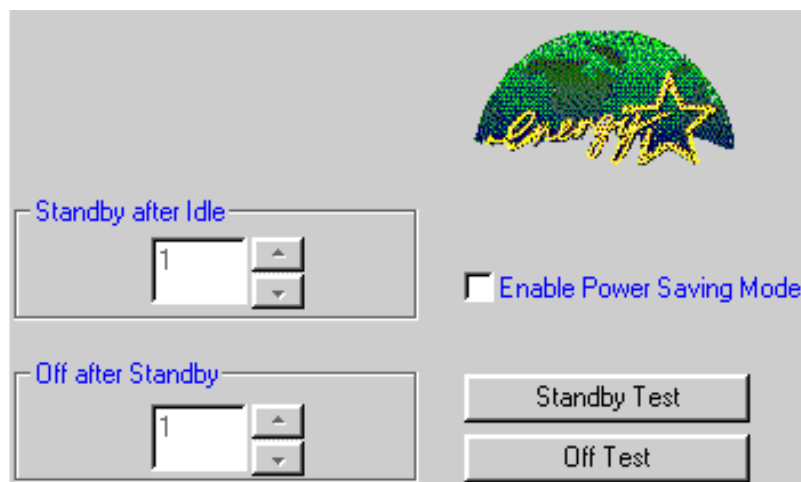 energy
Standby after Idle
1
Enable Power Saving Mode
Off after Standby
1
Standby Test
Off Test